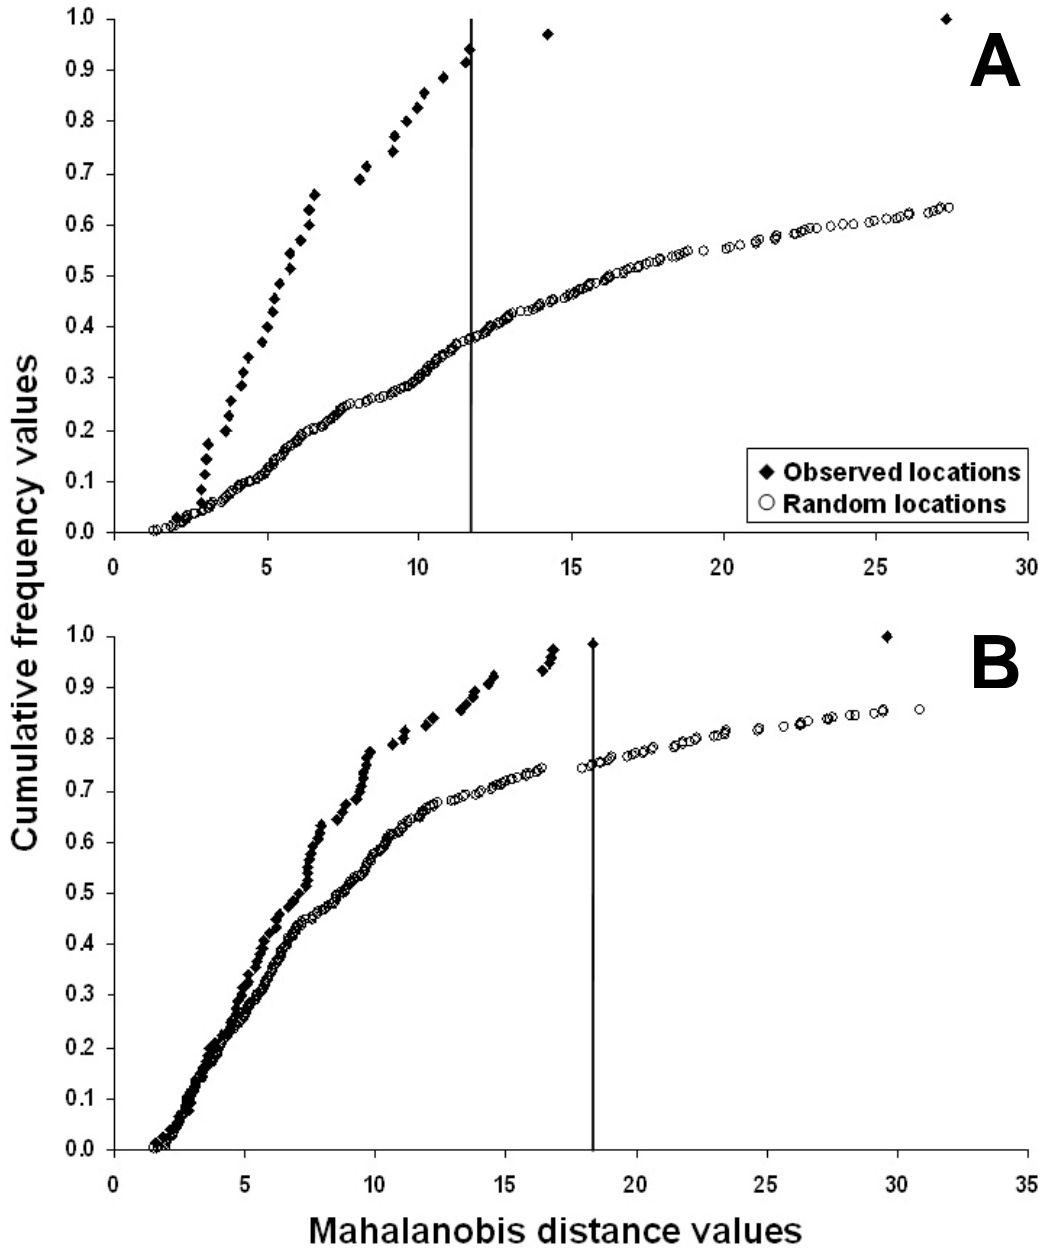 A
1.0
0.9
0.8
0.7
0.6
0.5
0.4
0.3
0.2
0.1
0.0
0 5 10 15 20 25 30
Observed locations
Random locations
Cumulative frequency values
B
1.0
0.9
0.8
0.7
0.6
0.5
0.4
0.3
0.2
0.1
0.0
0 5 10 15 20 25 30 35
Mahalanobis distance values